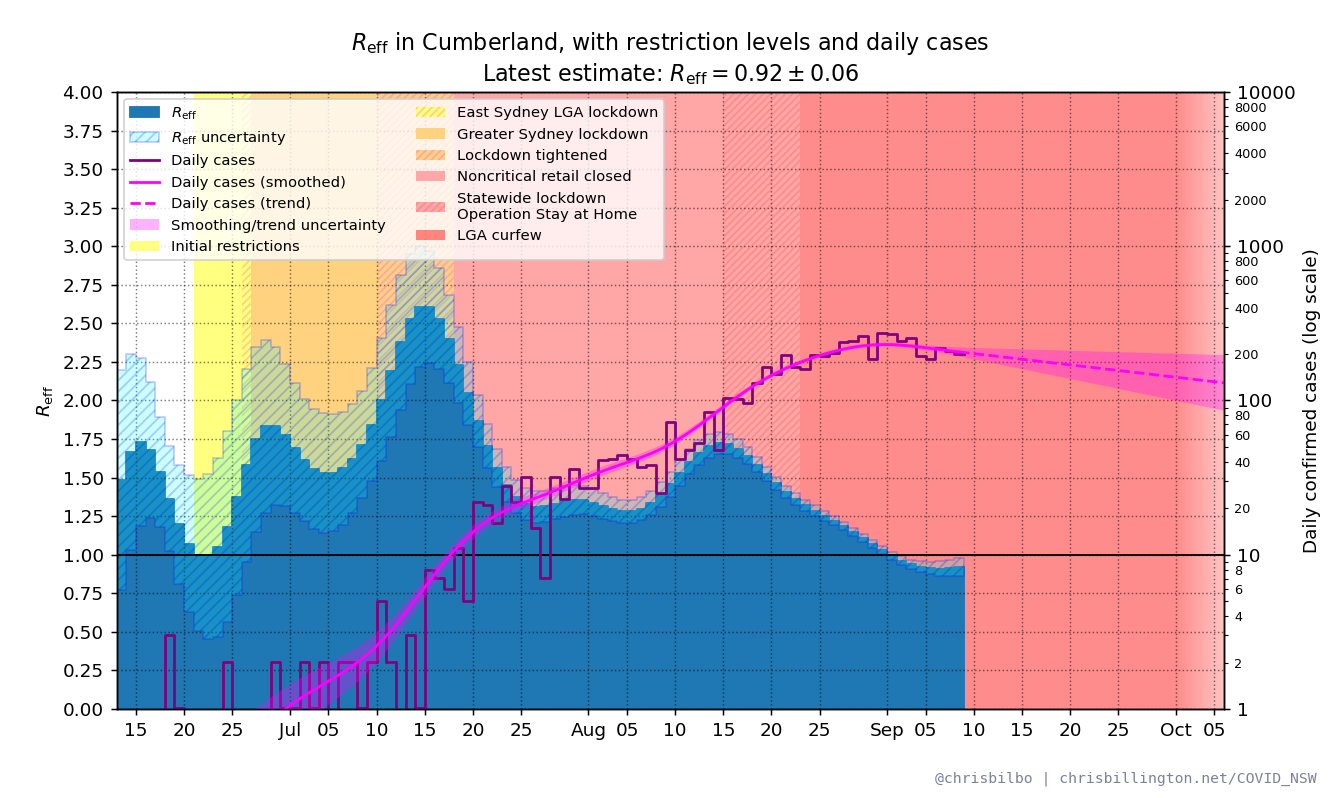 R_eff in Cumberland, with restriction levels and daily cases
Latest estimate: R_eff = 0.92 ± 0.06
R_eff
R_eff uncertainty
Daily cases
Daily cases (smoothed)
Daily cases (trend)
Smoothing/trend uncertainty
Initial restrictions
East Sydney LGA lockdown
Greater Sydney lockdown
Lockdown tightened
Noncritical retail closed
Statewide lockdown
Operation Stay at Home
LGA curfew
R_eff
4.00
3.75
3.50
3.25
3.00
2.75
2.50
2.25
2.00
1.75
1.50
1.25
1.00
0.75
0.50
0.25
0.00
10000
8000
6000
4000
2000
1000
800
600
400
200
100
80
60
40
20
10
8
6
4
2
1
Daily confirmed cases (log scale)
15 20 25 Jul 05 10 15 20 25 Aug 05 10 15 20 25 Sep 05 10 15 20 25 Oct 05
@chrisbilbo | chrisbillington.net/COVID_NSW